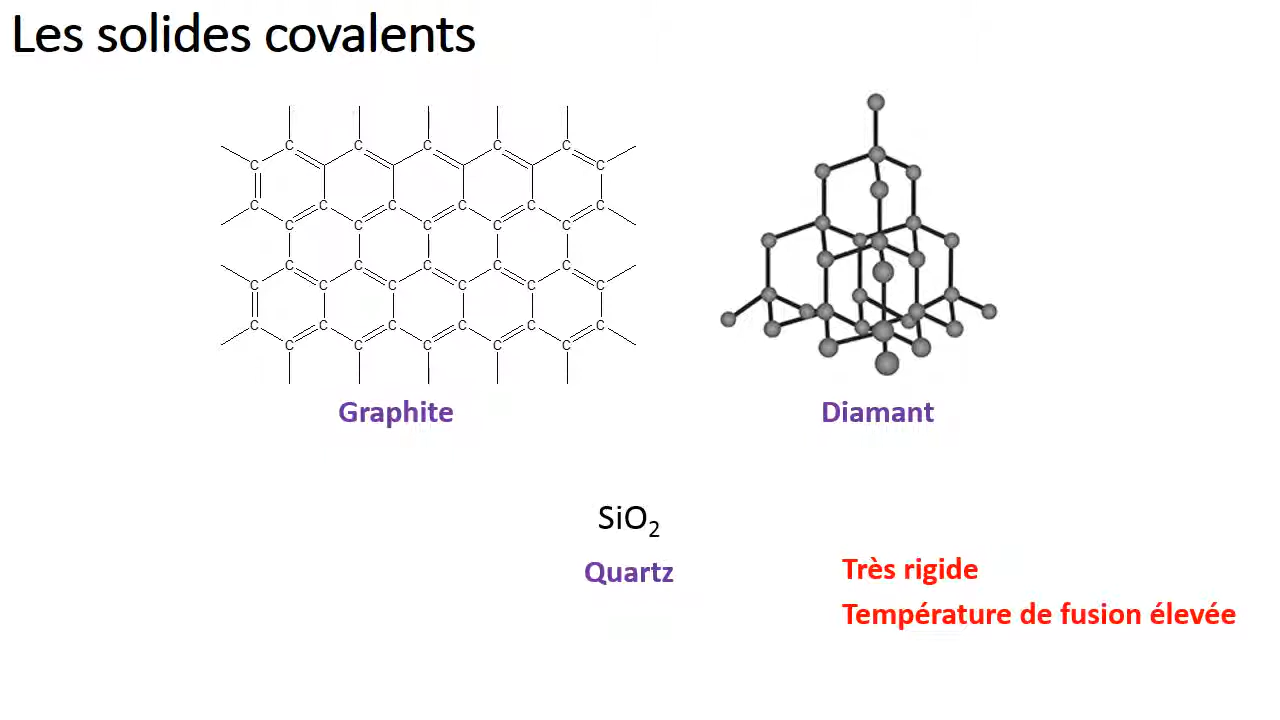 Les solides covalents
C C C C C
C C
C C C C C C
C C C C C
C C C C C
C C C C C C
C C C C C C
C C C C C
Graphite
Diamant
SiO₂
Quartz
Très rigide
Température de fusion élevée